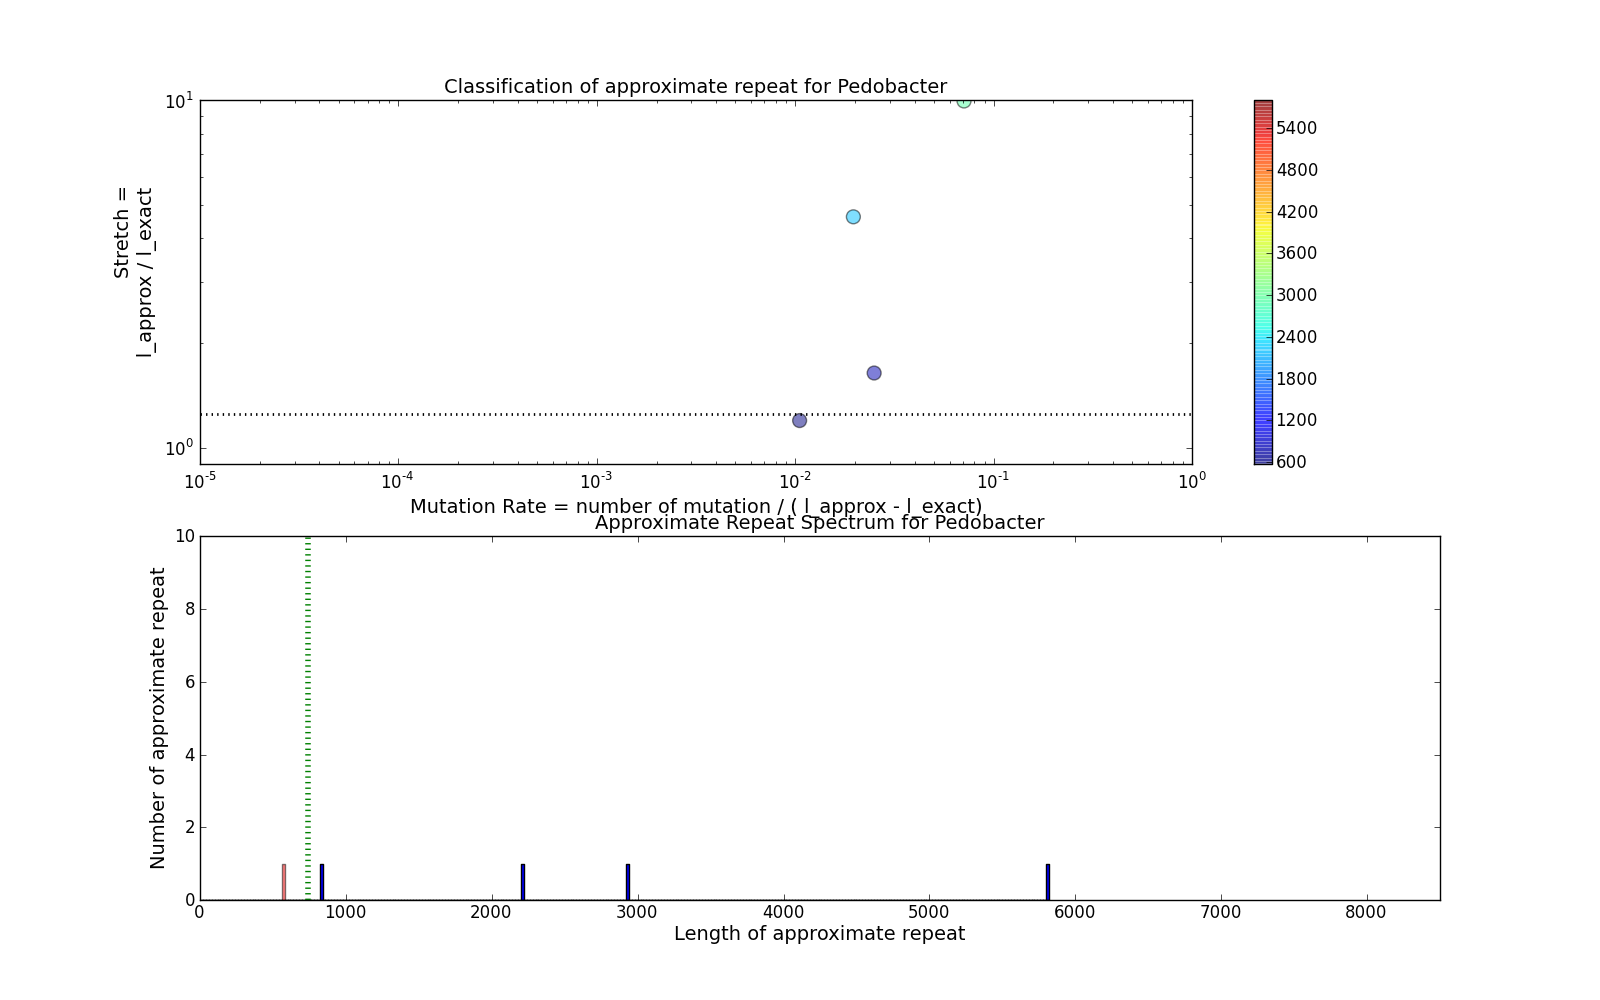 Classification of approximate repeat for Pedobacter
10^1
10^0
Stretch =
l_approx / l_exact
10^-5 10^-4 10^-3 10^-2 10^-1 10^0
Mutation Rate = number of mutation / ( l_approx - l_exact)
5400
4800
4200
3600
3000
2400
1800
1200
600
Approximate Repeat Spectrum for Pedobacter
10
8
6
4
2
0
Number of approximate repeat
0 1000 2000 3000 4000 5000 6000 7000 8000
Length of approximate repeat